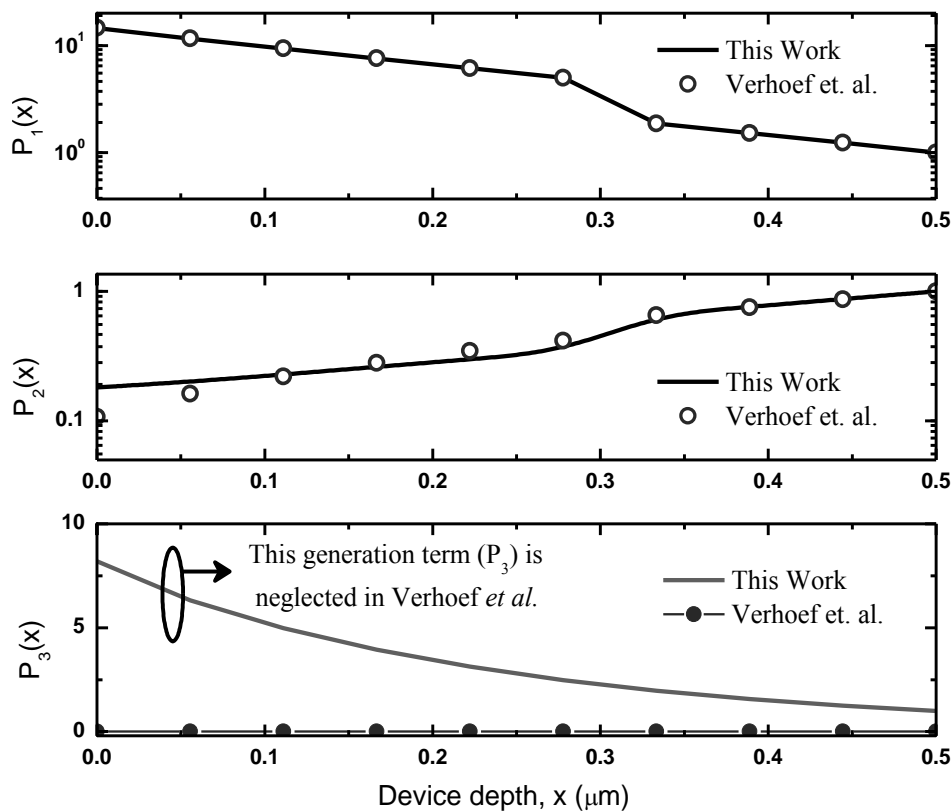 10¹
10⁰
P₁(x)
This Work
Verhoef et. al.
0.0 0.1 0.2 0.3 0.4 0.5
1
0.1
P₂(x)
This Work
Verhoef et. al.
0.0 0.1 0.2 0.3 0.4 0.5
10
5
0
P₃(x)
This generation term (P₃) is
neglected in Verhoef et al.
This Work
Verhoef et. al.
0.0 0.1 0.2 0.3 0.4 0.5
Device depth, x (μm)